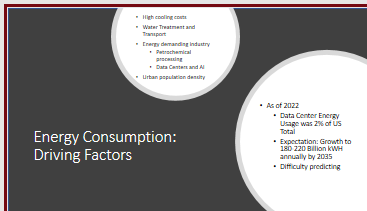 • High cooling costs
• Water Treatment and
Transport
• Energy demanding industry
• Petrochemical
processing
• Data Centers and AI
• Urban population density
Energy Consumption:
Driving Factors
• As of 2022
• Data Center Energy
Usage was 2% of US
Total
• Expectation: Growth to
180-220 Billion kWH
annually by 2035
• Difficulty predicting